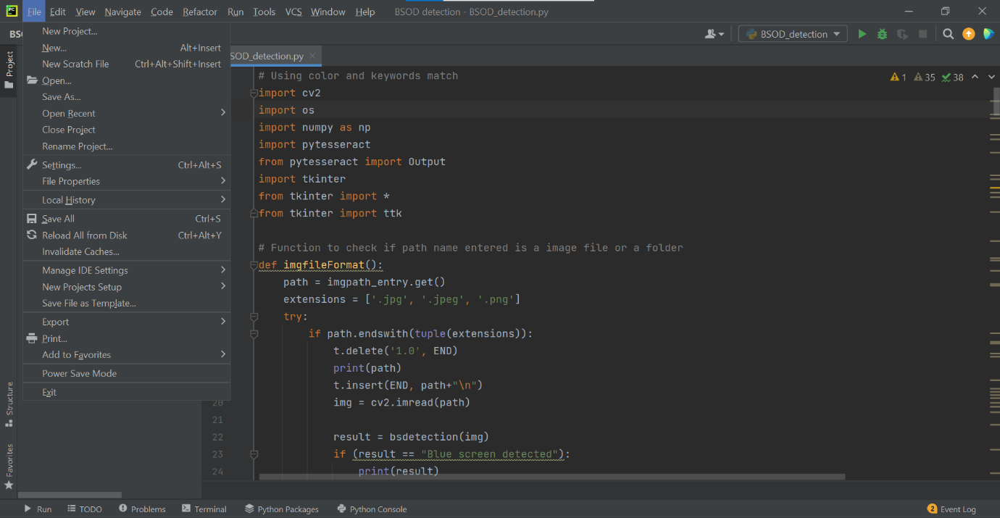 PC File Edit View Navigate Code Refactor Run Tools VCS Window Help BSOD detection - BSOD_detection.py
BSOD_detection
New Project...
New... Alt+Insert
New Scratch File Ctrl+Alt+Shift+Insert
Open...
Save As...
Open Recent
Close Project
Rename Project...
Settings... Ctrl+Alt+S
File Properties
Local History
Save All Ctrl+S
Reload All from Disk Ctrl+Alt+Y
Invalidate Caches...
Manage IDE Settings
New Projects Setup
Save File as Template...
Export
Print...
Add to Favorites
Power Save Mode
Exit
Project
Structure
Favorites
SOD_detection.py
1 35 38
# Using color and keywords match
import cv2
import os
import numpy as np
import pytesseract
from pytesseract import Output
import tkinter
from tkinter import *
from tkinter import ttk
# Function to check if path name entered is a image file or a folder
def imgfileFormat():
path = imgpath_entry.get()
extensions = ['.jpg', '.jpeg', '.png']
try:
if path.endswith(tuple(extensions)):
t.delete('1.0', END)
print(path)
t.insert(END, path+"\n")
20 img = cv2.imread(path)
21
22 result = bsdetection(img)
23 if (result == "Blue screen detected"):
24 print(result)
Run TODO Problems Terminal Python Packages Python Console 2 Event Log